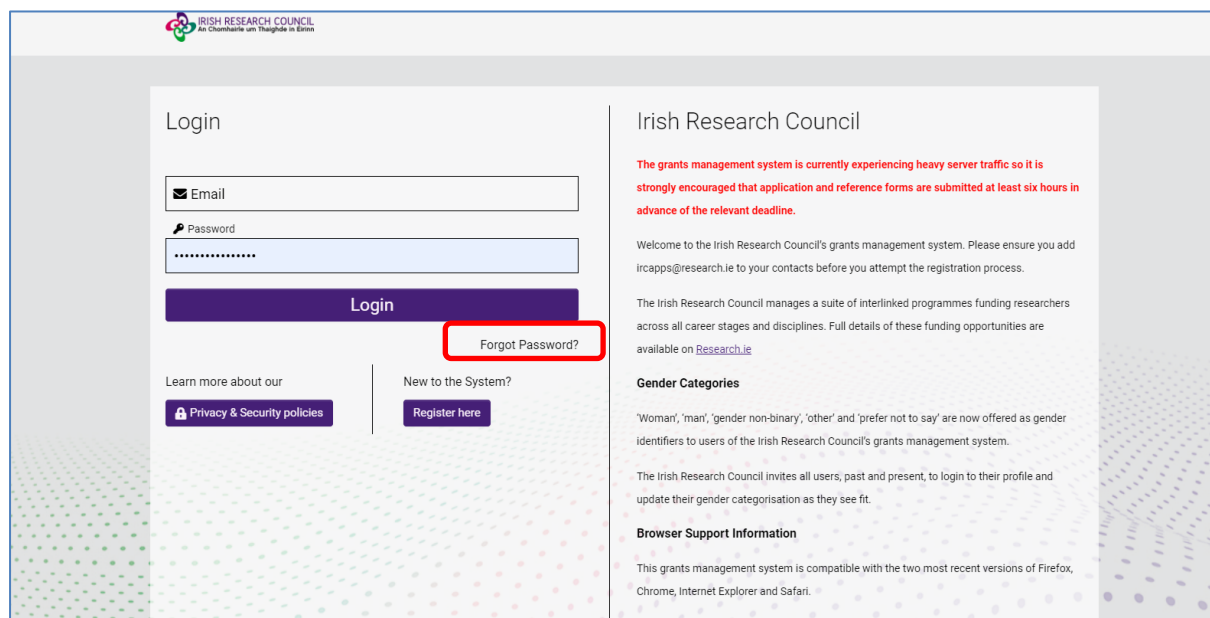 IRISH RESEARCH COUNCIL
An Chomhairle um Thaighde in Éirinn
Login
Email
Password
••••••••••••••••
Login
Forgot Password?
Learn more about our
Privacy & Security policies
New to the System?
Register here
Irish Research Council
The grants management system is currently experiencing heavy server traffic so it is
strongly encouraged that application and reference forms are submitted at least six hours in
advance of the relevant deadline.
Welcome to the Irish Research Council's grants management system. Please ensure you add
ircapps@research.ie to your contacts before you attempt the registration process.
The Irish Research Council manages a suite of interlinked programmes funding researchers
across all career stages and disciplines. Full details of these funding opportunities are
available on Research.ie
Gender Categories
'Woman', 'man', 'gender non-binary', 'other' and 'prefer not to say' are now offered as gender
identifiers to users of the Irish Research Council's grants management system.
The Irish Research Council invites all users, past and present, to login to their profile and
update their gender categorisation as they see fit.
Browser Support Information
This grants management system is compatible with the two most recent versions of Firefox,
Chrome, Internet Explorer and Safari.